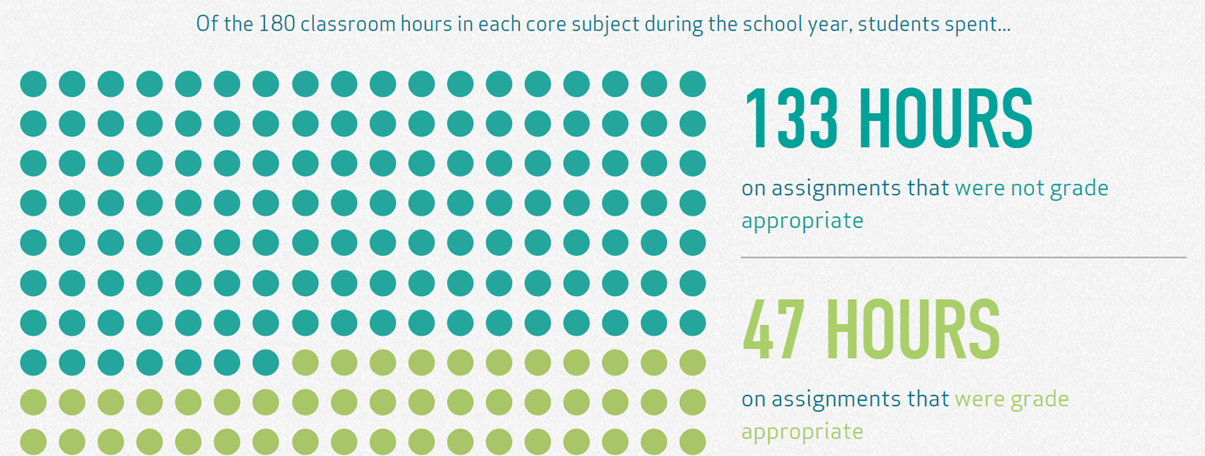 Of the 180 classroom hours in each core subject during the school year, students spent...
133 HOURS
on assignments that were not grade
appropriate
47 HOURS
on assignments that were grade
appropriate